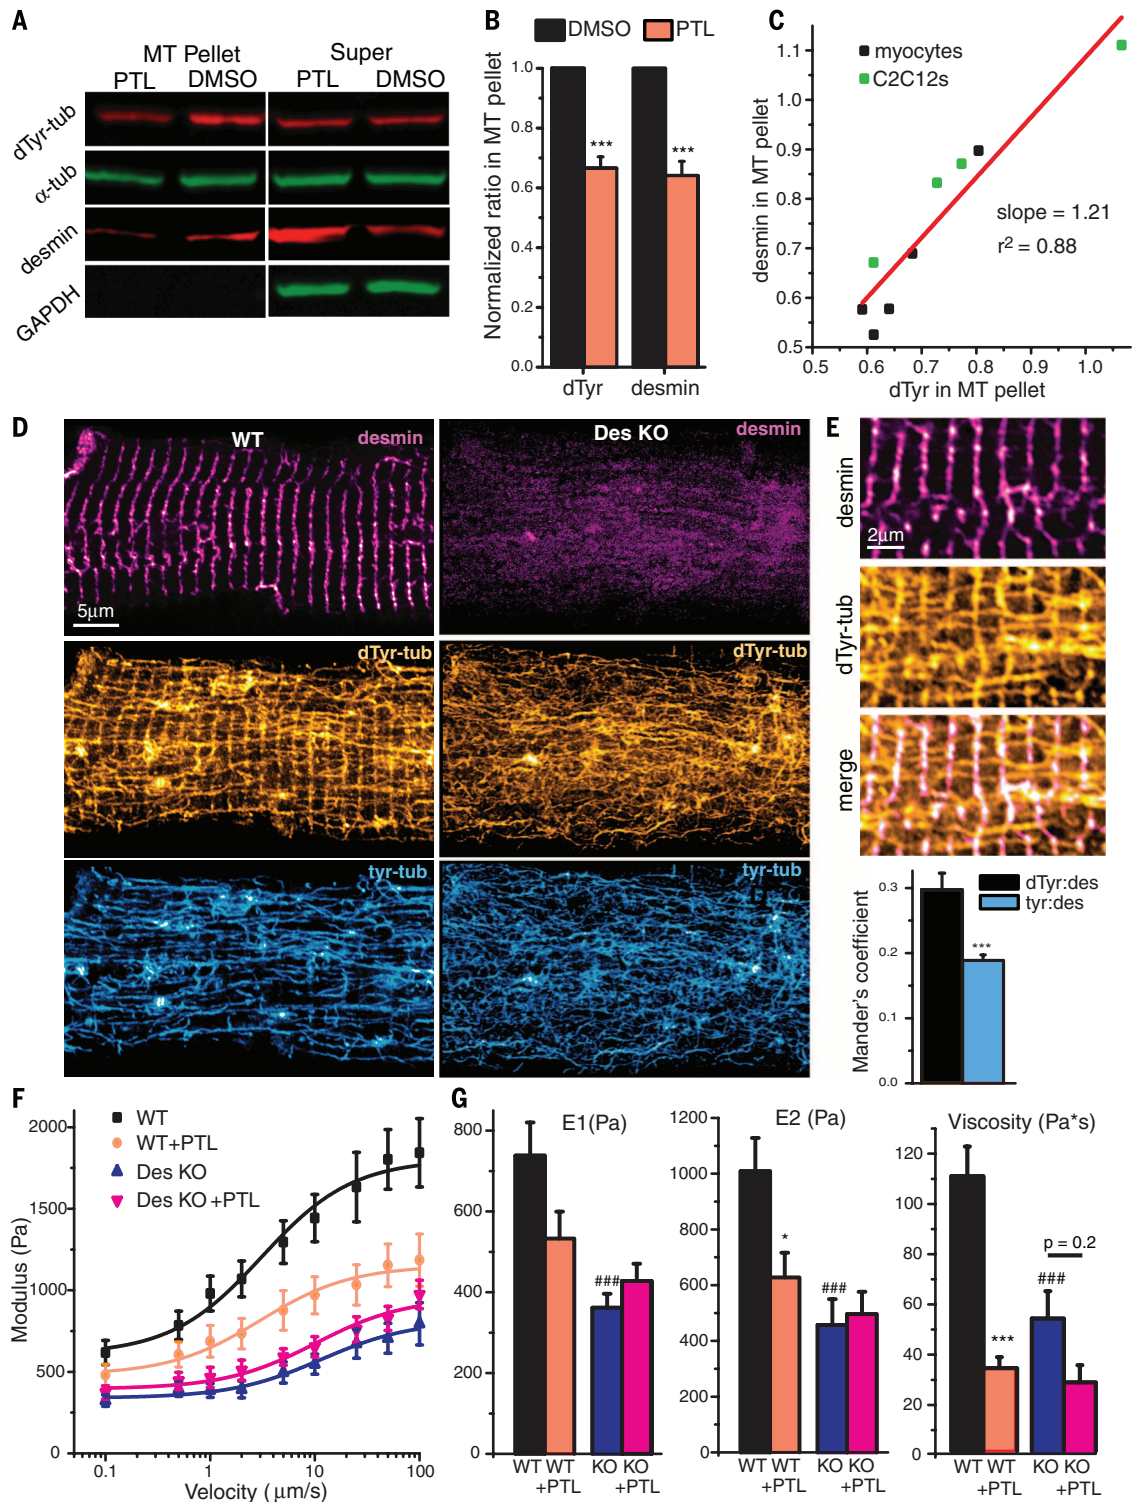 A
MT Pellet Super
PTL DMSO PTL DMSO
dTyr-tub
α-tub
desmin
GAPDH
B
DMSO PTL
Normalized ratio in MT pellet
1.0
0.8
0.6
0.4
0.2
0.0
*** ***
dTyr desmin
C
myocytes
C2C12s
desmin in MT pellet
1.1
1.0
0.9
0.8
0.7
0.6
0.5
slope = 1.21
r² = 0.88
0.5 0.6 0.7 0.8 0.9 1.0
dTyr in MT pellet
D
WT desmin
5μm
Des KO desmin
dTyr-tub dTyr-tub
tyr-tub tyr-tub
E
desmin
2μm
dTyr-tub
merge
dTyr:des
tyr:des
Mander's coefficient
0.3
0.2
0.1
0.0
***
F
WT
WT+PTL
Des KO
Des KO +PTL
Modulus (Pa)
2000
1500
1000
500
0
0.1 1 10 100
Velocity ( μm/s)
G
E1(Pa)
800
600
400
200
0
###
WT WT KO KO
+PTL +PTL
E2 (Pa)
1200
1000
800
600
400
200
0
*
###
WT WT KO KO
+PTL +PTL
Viscosity (Pa*s)
120
100
80
60
40
20
0
p = 0.2
###
***
WT WT KO KO
+PTL +PTL